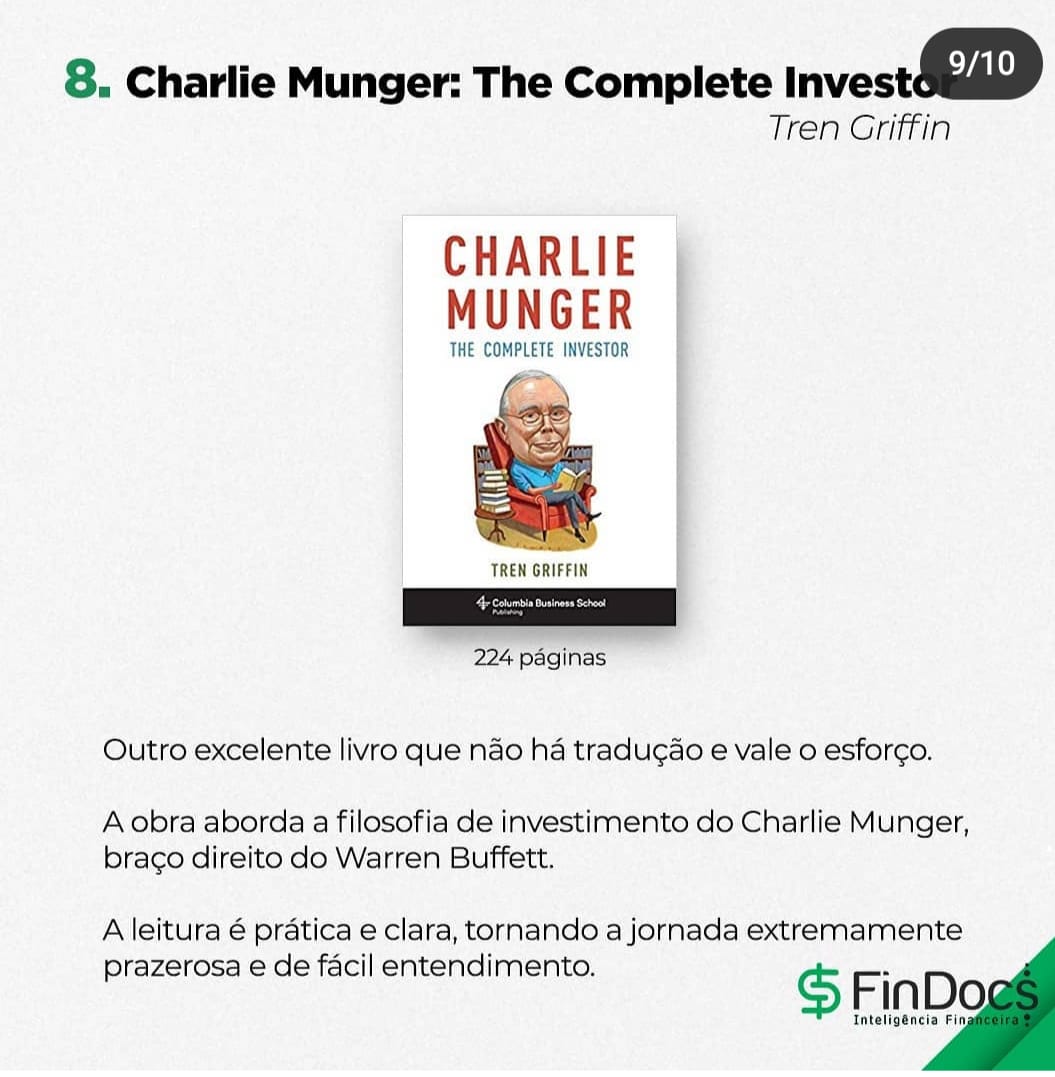 9/10
8. Charlie Munger: The Complete Investor
Tren Griffin
CHARLIE
MUNGER
THE COMPLETE INVESTOR
TREN GRIFFIN
Columbia Business School
Publishing
224 páginas
Outro excelente livro que não há tradução e vale o esforço.
A obra aborda a filosofia de investimento do Charlie Munger,
braço direito do Warren Buffett.
A leitura é prática e clara, tornando a jornada extremamente
prazerosa e de fácil entendimento.
FinDocs
Inteligência Financeira